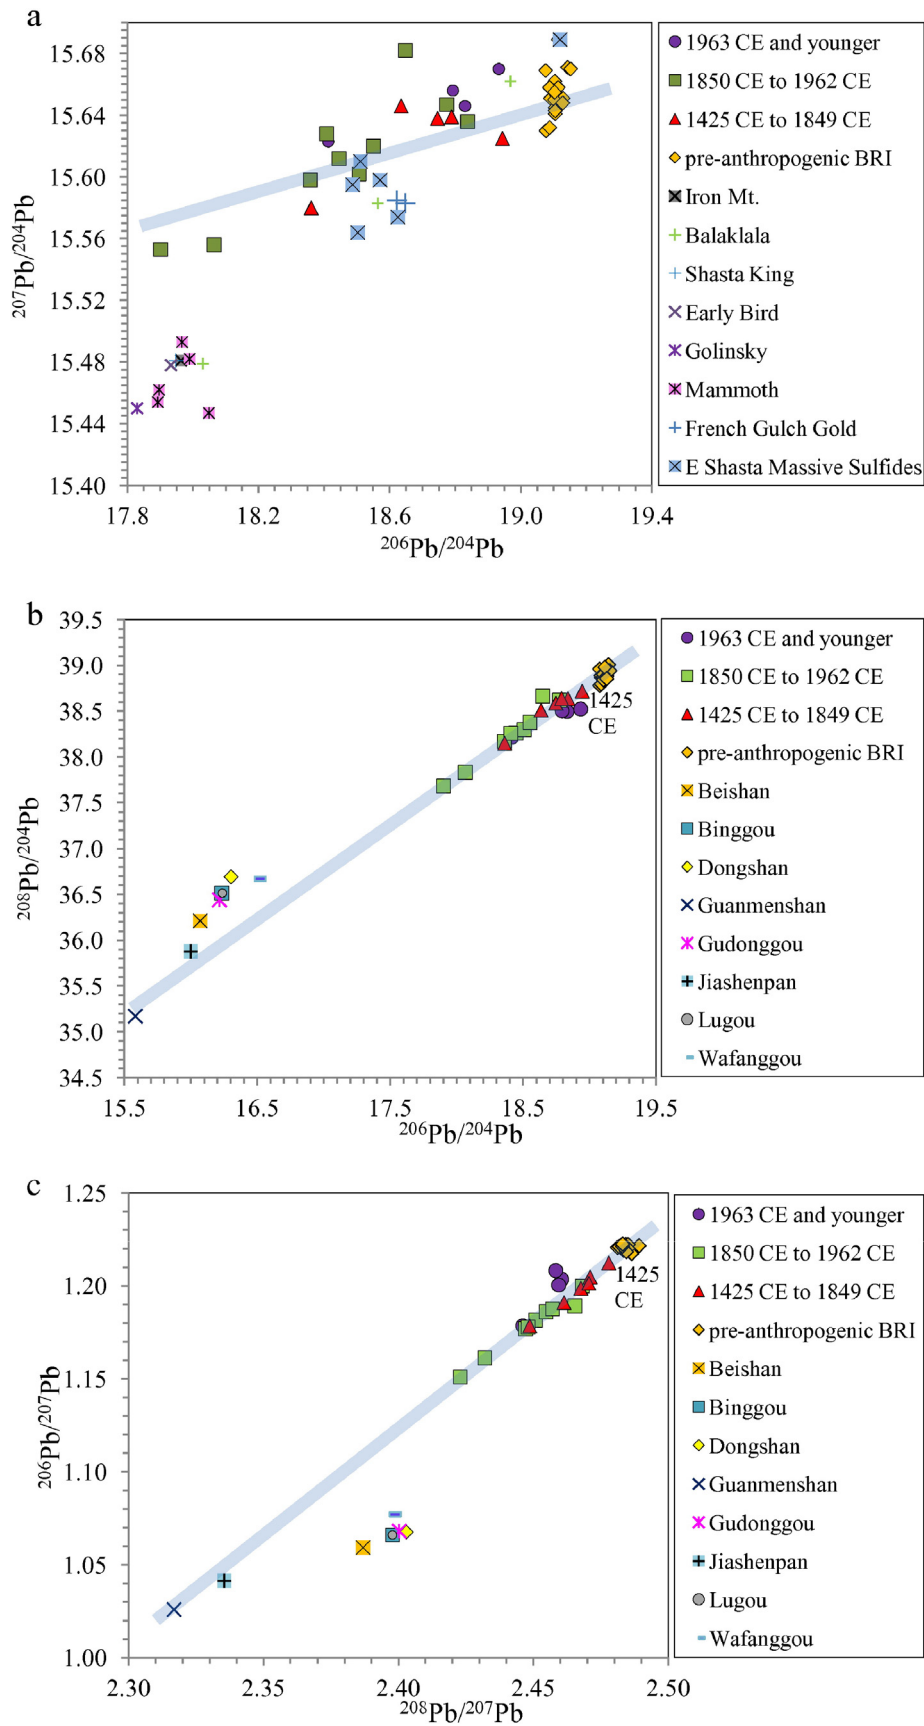 a
15.68
15.64
15.60
15.56
15.52
15.48
15.44
15.40
²⁰⁷Pb/²⁰⁴Pb
17.8 18.2 18.6 19.0 19.4
²⁰⁶Pb/²⁰⁴Pb
1963 CE and younger
1850 CE to 1962 CE
1425 CE to 1849 CE
pre-anthropogenic BRI
Iron Mt.
Balaklala
Shasta King
Early Bird
Golinsky
Mammoth
French Gulch Gold
E Shasta Massive Sulfides
b
39.5
39.0
38.5
38.0
37.5
37.0
36.5
36.0
35.5
35.0
34.5
²⁰⁸Pb/²⁰⁴Pb
1425
CE
15.5 16.5 17.5 18.5 19.5
²⁰⁶Pb/²⁰⁴Pb
1963 CE and younger
1850 CE to 1962 CE
1425 CE to 1849 CE
pre-anthropogenic BRI
Beishan
Binggou
Dongshan
Guanmenshan
Gudonggou
Jiashenpan
Lugou
Wafanggou
c
1.25
1.20
1.15
1.10
1.05
1.00
²⁰⁶Pb/²⁰⁷Pb
1425
CE
2.30 2.35 2.40 2.45 2.50
²⁰⁸Pb/²⁰⁷Pb
1963 CE and younger
1850 CE to 1962 CE
1425 CE to 1849 CE
pre-anthropogenic BRI
Beishan
Binggou
Dongshan
Guanmenshan
Gudonggou
Jiashenpan
Lugou
Wafanggou